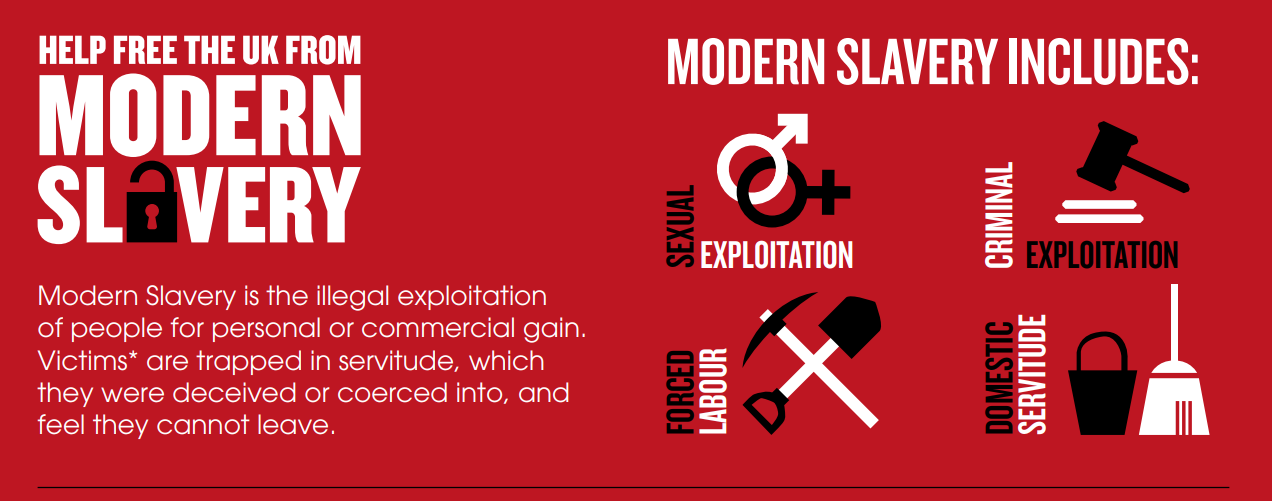 HELP FREE THE UK FROM
MODERN
SLAVERY
Modern Slavery is the illegal exploitation
of people for personal or commercial gain.
Victims* are trapped in servitude, which
they were deceived or coerced into, and
feel they cannot leave.
MODERN SLAVERY INCLUDES:
SEXUAL
EXPLOITATION
CRIMINAL
EXPLOITATION
FORCED
LABOUR
DOMESTIC
SERVITUDE